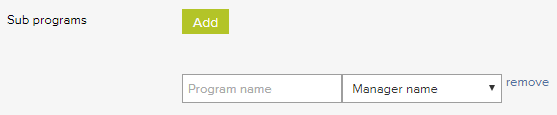 Sub programs
Add
Program name
Manager name
remove